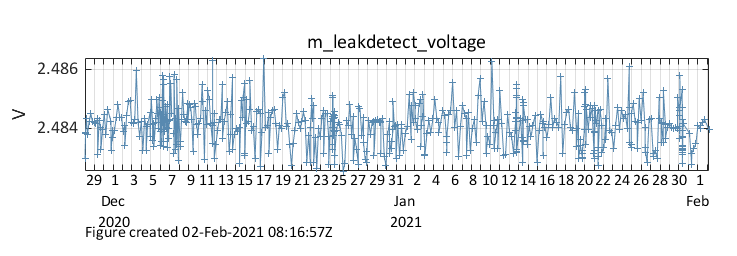 m_leakdetect_voltage
2.486
2.484
V
29 1 3 5 7 9 11 13 15 17 19 21 23 25 27 29 31 2 4 6 8 10 12 14 16 18 20 22 24 26 28 30 1
Dec Jan Feb
2020 2021
Figure created 02-Feb-2021 08:16:57Z